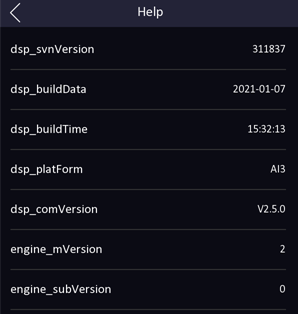 Help
dsp_svnVersion 311837
dsp_buildData 2021-01-07
dsp_buildTime 15:32:13
dsp_platForm AI3
dsp_comVersion V2.5.0
engine_mVersion 2
engine_subVersion 0